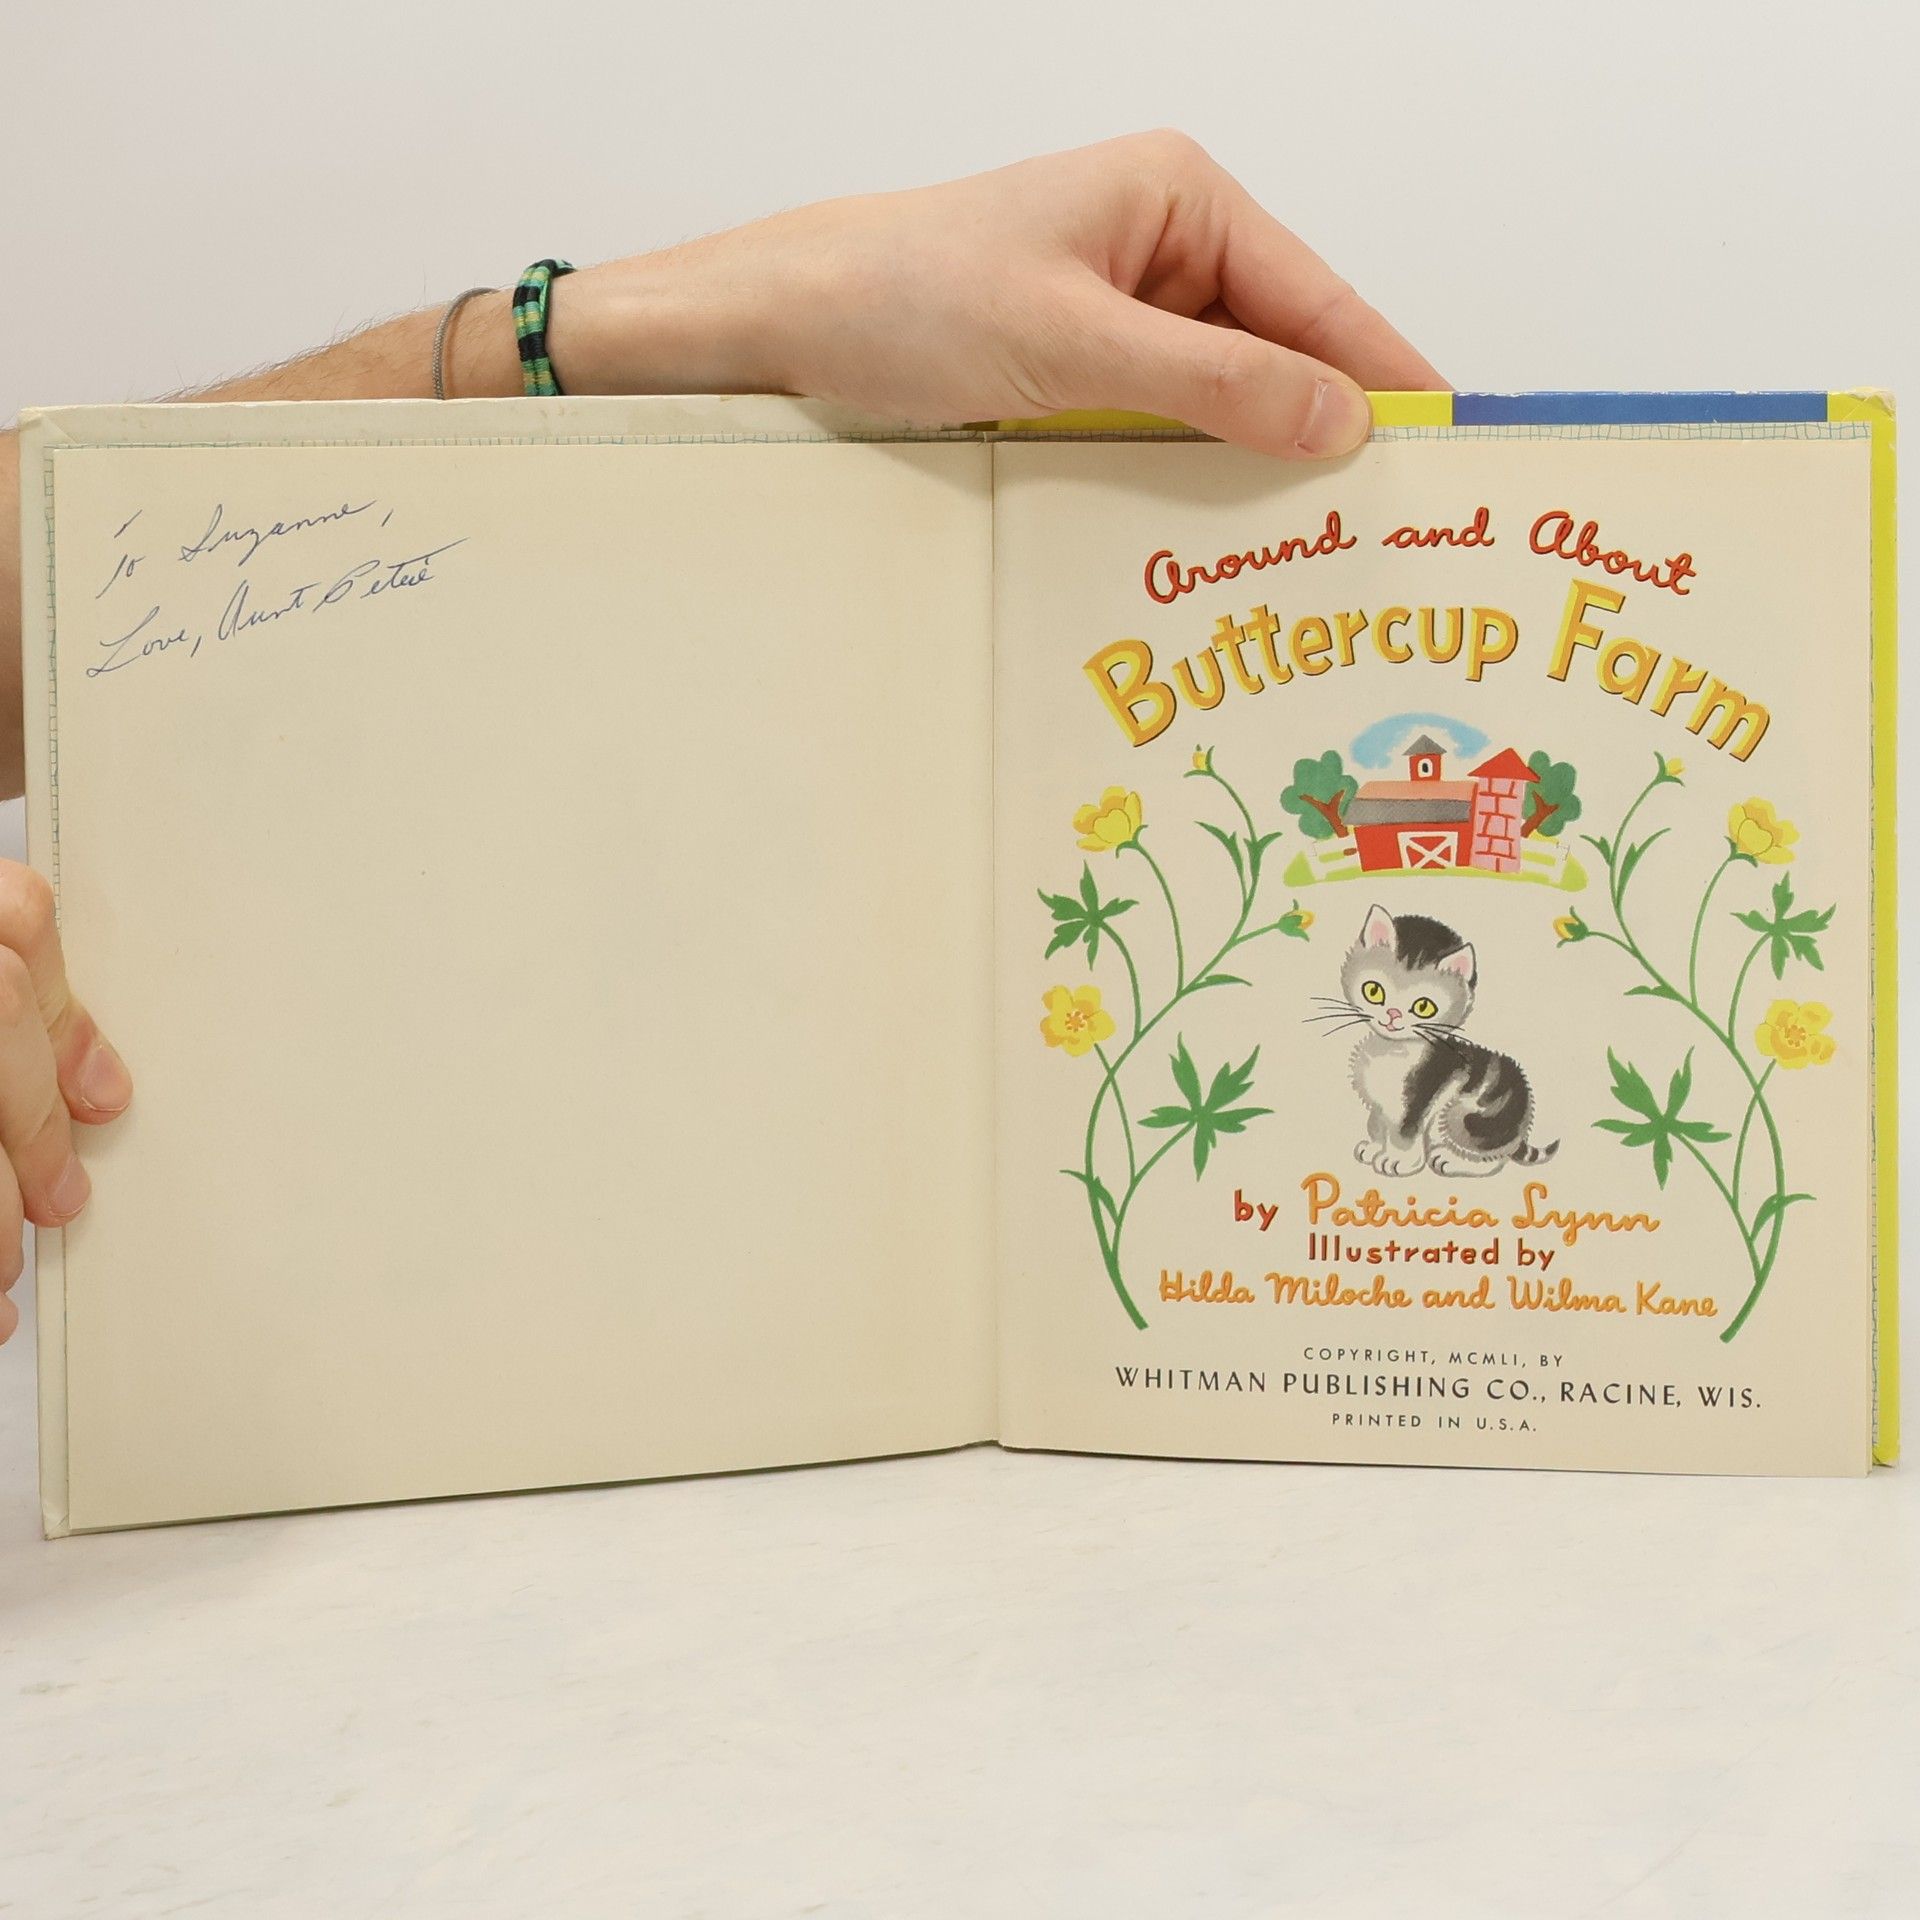 To Suzanne,
Love, Aunt Petie
Around and About
Buttercup Farm
by Patricia Lynn
Illustrated by
Hilda Miloche and Wilma Kane
COPYRIGHT, MCMLI, BY
WHITMAN PUBLISHING CO., RACINE, WIS.
PRINTED IN U.S.A.